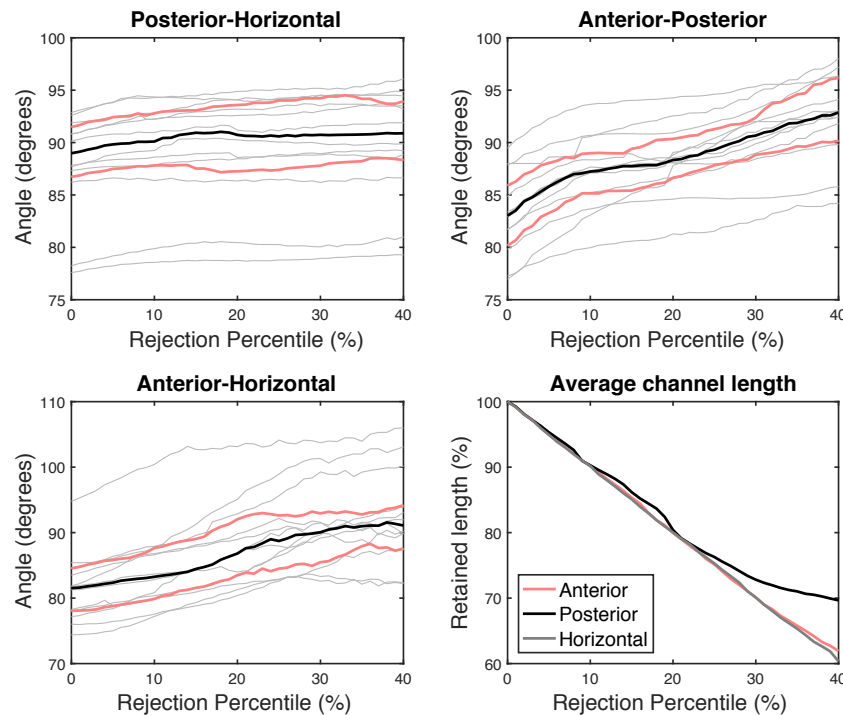 Posterior-Horizontal
Angle (degrees)
100
95
90
85
80
75
0 10 20 30 40
Rejection Percentile (%)
Anterior-Posterior
Angle (degrees)
100
95
90
85
80
75
0 10 20 30 40
Rejection Percentile (%)
Anterior-Horizontal
Angle (degrees)
110
100
90
80
70
0 10 20 30 40
Rejection Percentile (%)
Average channel length
Retained length (%)
100
90
80
70
60
Anterior
Posterior
Horizontal
0 10 20 30 40
Rejection Percentile (%)